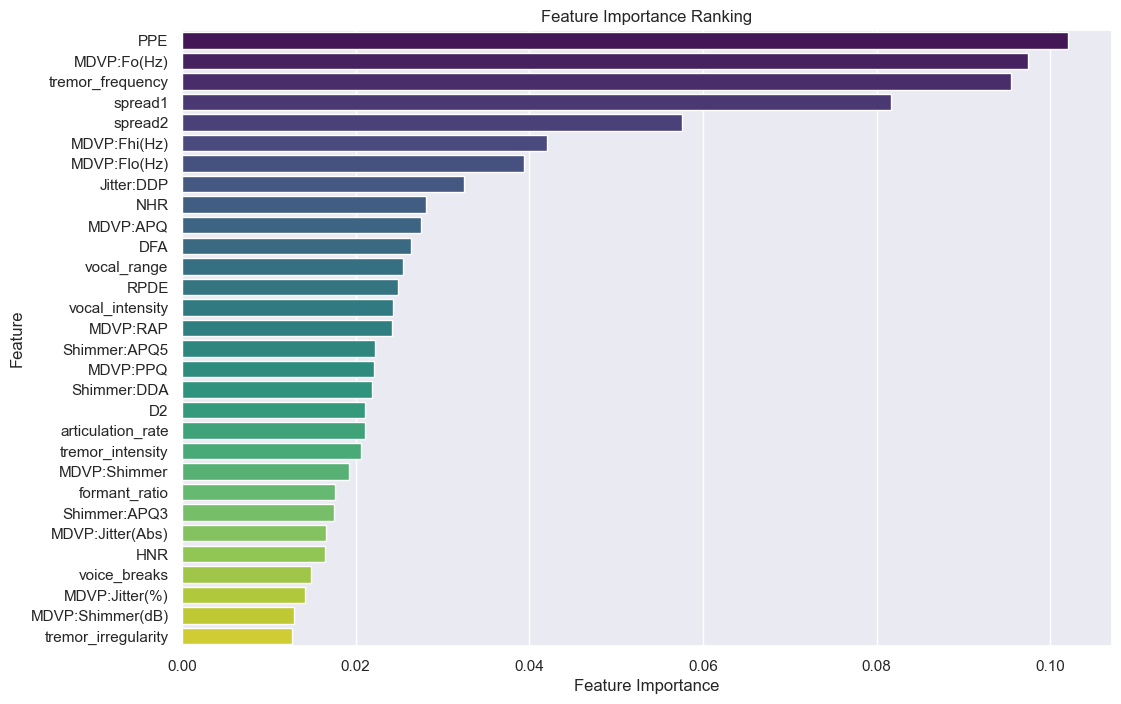 Feature Importance Ranking
PPE
MDVP:Fo(Hz)
tremor_frequency
spread1
spread2
MDVP:Fhi(Hz)
MDVP:Flo(Hz)
Jitter:DDP
NHR
MDVP:APQ
DFA
vocal_range
RPDE
vocal_intensity
MDVP:RAP
Shimmer:APQ5
MDVP:PPQ
Shimmer:DDA
D2
articulation_rate
tremor_intensity
MDVP:Shimmer
formant_ratio
Shimmer:APQ3
MDVP:Jitter(Abs)
HNR
voice_breaks
MDVP:Jitter(%)
MDVP:Shimmer(dB)
tremor_irregularity
Feature
0.00 0.02 0.04 0.06 0.08 0.10
Feature Importance